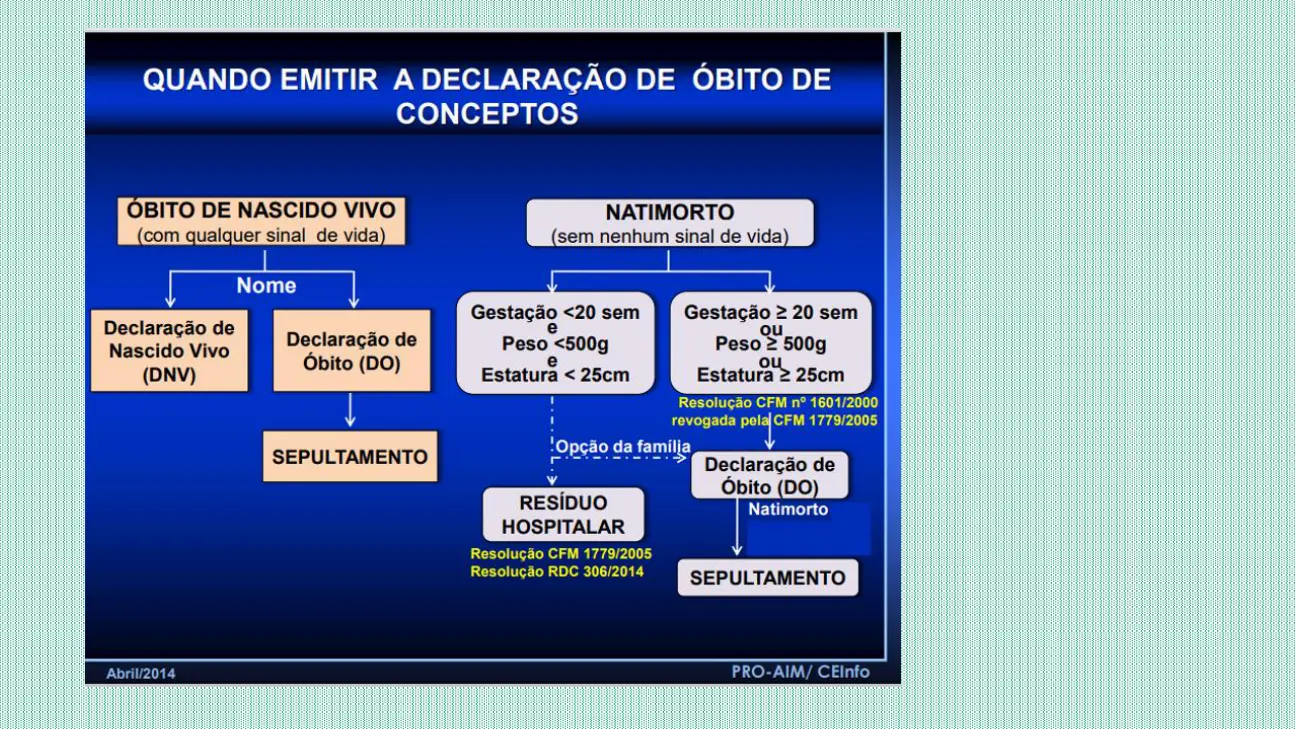 QUANDO EMITIR A DECLARAÇÃO DE ÓBITO DE
CONCEPTOS
ÓBITO DE NASCIDO VIVO
(com qualquer sinal de vida)
Nome
Declaração de
Nascido Vivo
(DNV)
Declaração de
Óbito (DO)
SEPULTAMENTO
NATIMORTO
(sem nenhum sinal de vida)
Gestação <20 sem
e
Peso <500g
e
Estatura < 25cm
Gestação ≥ 20 sem
ou
Peso ≥ 500g
ou
Estatura ≥ 25cm
Resolução CFM nº 1601/2000
revogada pela CFM 1779/2005
Opção da família
RESÍDUO
HOSPITALAR
Resolução CFM 1779/2005
Resolução RDC 306/2014
Declaração de
Óbito (DO)
Natimorto
SEPULTAMENTO
Abril/2014
PRO-AIM/ CEInfo